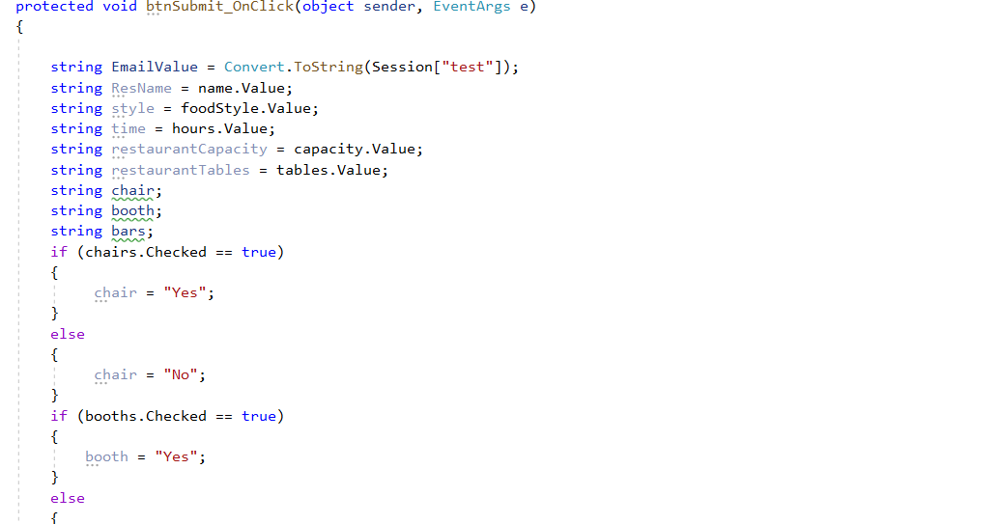 protected void btnSubmit_OnClick(object sender, EventArgs e)
{
string EmailValue = Convert.ToString(Session["test"]);
string ResName = name.Value;
string style = foodStyle.Value;
string time = hours.Value;
string restaurantCapacity = capacity.Value;
string restaurantTables = tables.Value;
string chair;
string booth;
string bars;
if (chairs.Checked == true)
{
chair = "Yes";
}
else
{
chair = "No";
}
if (booths.Checked == true)
{
booth = "Yes";
}
else
{